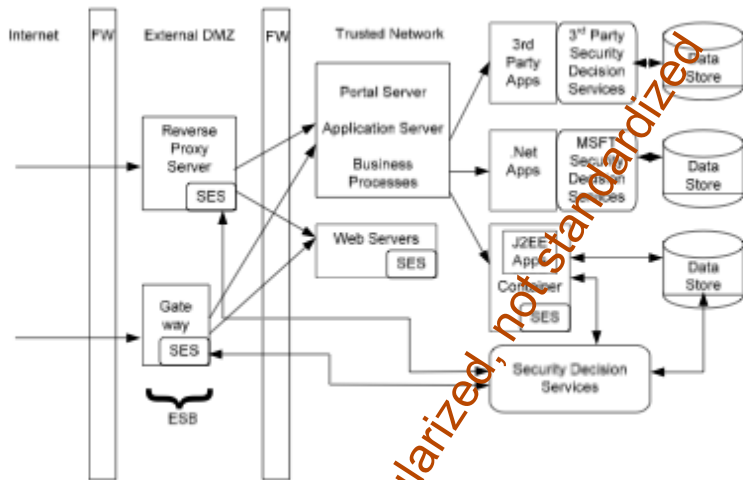 Internet
FW
External DMZ
FW
Trusted Network
Reverse
Proxy
Server
SES
Gate
way
SES
ESB
Portal Server
Application Server
Business
Processes
Web Servers
SES
3rd
Party
Apps
3rd Party
Security
Decision
Services
Data
Store
.Net
Apps
MSFT
Security
Decision
Services
Data
Store
J2EE
Apps
Container
SES
Data
Store
Security Decision
Services
not standardized